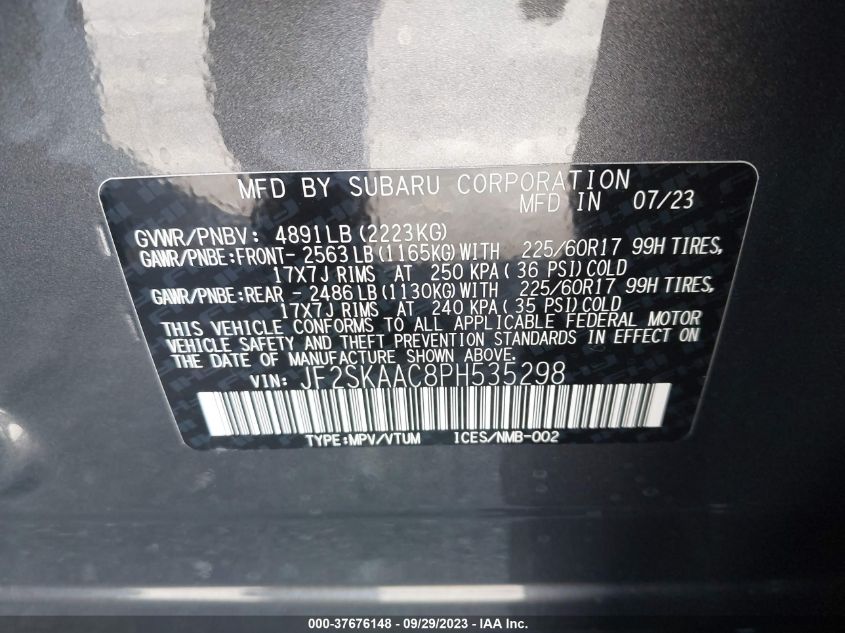 MFD BY SUBARU CORPORATION
MFD IN 07/23
GVWR/PNBV: 4891LB(2223KG)
GAWR/PNBE:FRONT- 2563LB(1165KG)WITH 225/60R17 99H TIRES,
17X7J RIMS AT 250 KPA( 36 PSI)COLD
GAWR/PNBE:REAR - 2486LB(1130KG)WITH 225/60R17 99H TIRES,
17X7J RIMS AT 240 KPA( 35 PSI)COLD
THIS VEHICLE CONFORMS TO ALL APPLICABLE FEDERAL MOTOR
VEHICLE SAFETY AND THEFT PREVENTION STANDARDS IN EFFECT ON
THE DATE OF MANUFACTURE SHOWN ABOVE.
VIN: JF2SKAAC8PH535298
TYPE:MPV/VTUM ICES/NMB-002
000-37676148 - 09/29/2023 - IAA Inc.